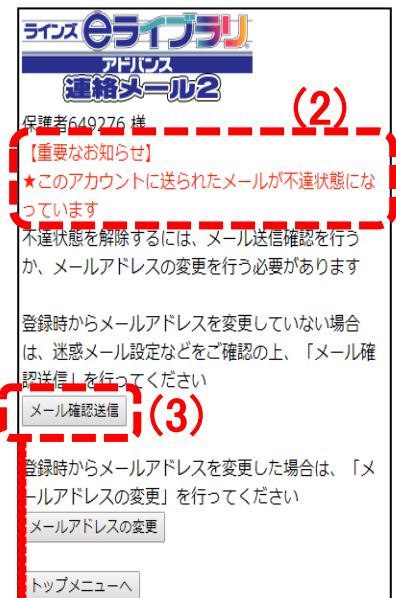 ラインズ eライブラリ®
アドバンス
連絡メール2
保護者649276 様
(2)
【重要なお知らせ】
★このアカウントに送られたメールが不達状態にな
っています
不達状態を解除するには、メール送信確認を行う
か、メールアドレスの変更を行う必要があります
登録時からメールアドレスを変更していない場合
は、迷惑メール設定などをご確認の上、「メール確
認送信」を行ってください
メール確認送信
(3)
登録時からメールアドレスを変更した場合は、「メ
ールアドレスの変更」を行ってください
メールアドレスの変更
トップメニューへ